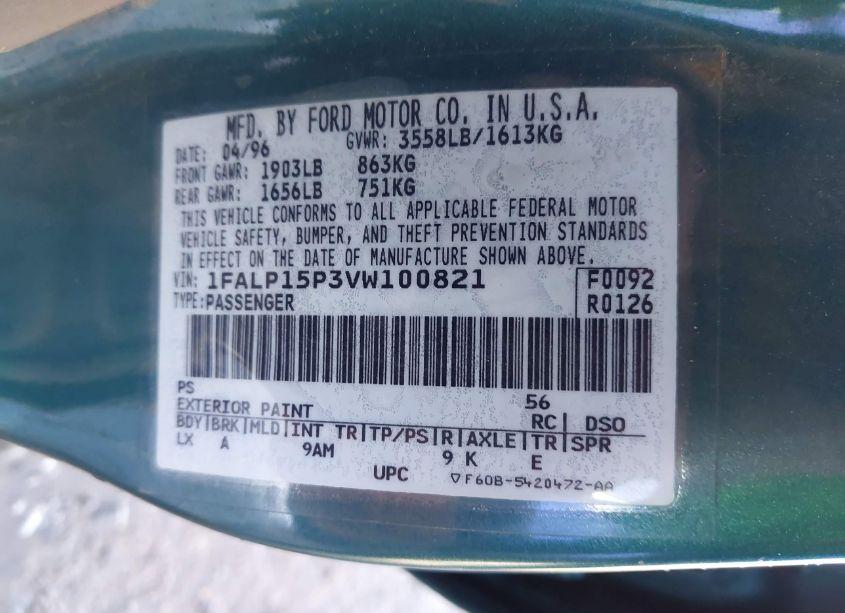 MFD. BY FORD MOTOR CO. IN U.S.A.
DATE: 04/96 GVWR: 3558LB/1613KG
FRONT GAWR: 1903LB 863KG
REAR GAWR: 1656LB 751KG
THIS VEHICLE CONFORMS TO ALL APPLICABLE FEDERAL MOTOR
VEHICLE SAFETY, BUMPER, AND THEFT PREVENTION STANDARDS
IN EFFECT ON THE DATE OF MANUFACTURE SHOWN ABOVE.
VIN: 1FALP15P3VW100821 F0092
TYPE: PASSENGER R0126
PS 56
EXTERIOR PAINT RC DSO
BDY BRK MLD INT TR TP/PS R AXLE TR SPR
LX A 9AM 9 K E
UPC ▽F60B-5420472-AA